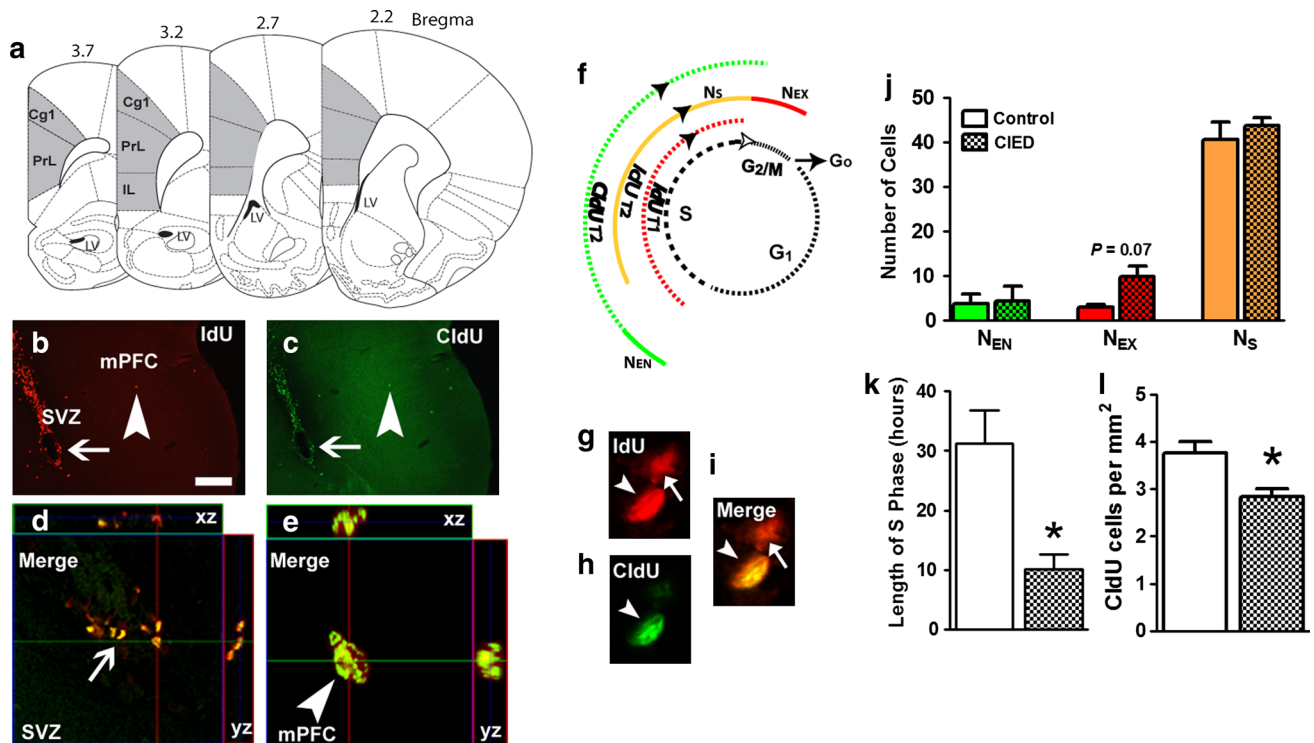 a
3.7
3.2
2.7
2.2
Bregma
Cg1
PrL
Cg1
PrL
IL
LV
LV
LV
LV
b
IdU
mPFC
SVZ
c
CldU
d
xz
Merge
SVZ
yz
e
xz
Merge
mPFC
yz
f
Ns
NEX
CldU T2
IdU T2
IdU T1
S
G2/M
Go
G1
NEN
g
IdU
h
CldU
i
Merge
j
Number of Cells
50
40
30
20
10
0
Control
CIED
P = 0.07
NEN
NEX
NS
k
Length of S Phase (hours)
40
30
20
10
0
*
l
CldU cells per mm²
5
4
3
2
1
0
*